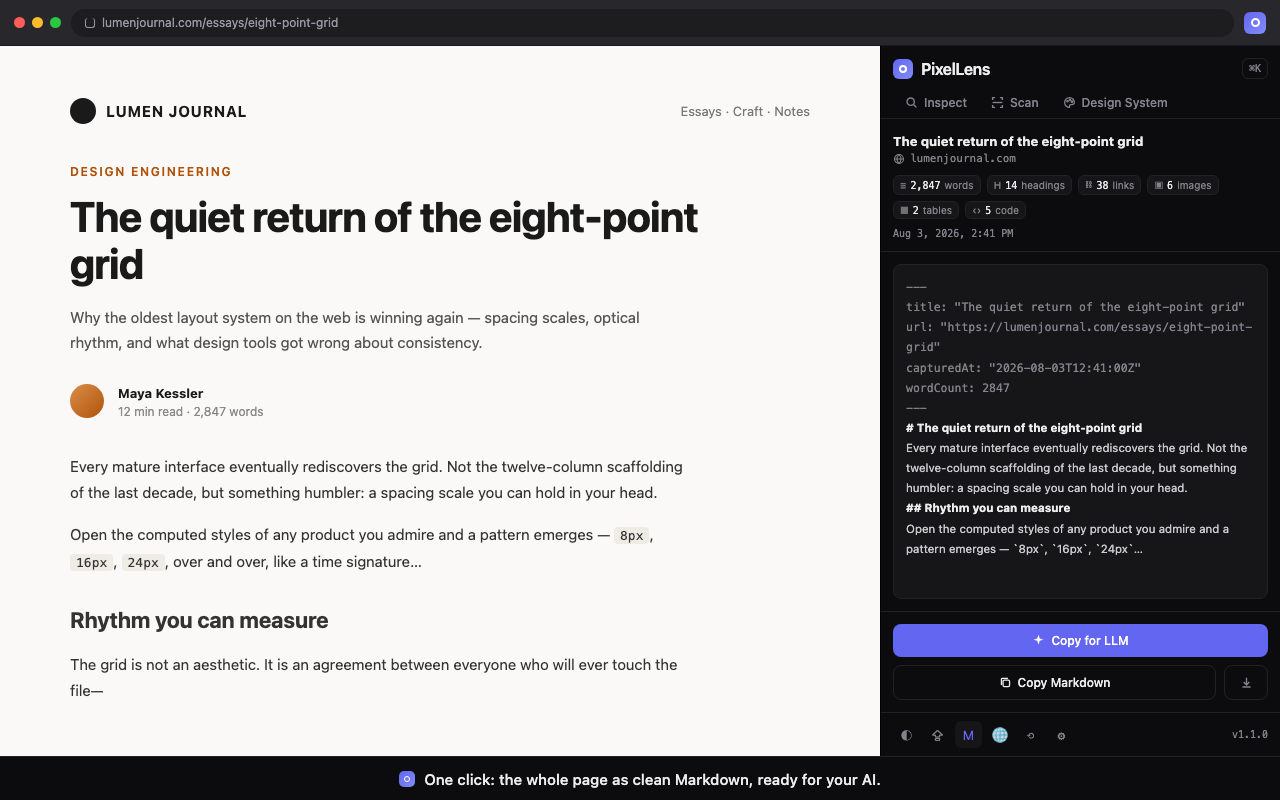 lumenjournal.com/essays/eight-point-grid
LUMEN JOURNAL
Essays · Craft · Notes
DESIGN ENGINEERING
The quiet return of the eight-point
grid
Why the oldest layout system on the web is winning again — spacing scales, optical
rhythm, and what design tools got wrong about consistency.
Maya Kessler
12 min read · 2,847 words
Every mature interface eventually rediscovers the grid. Not the twelve-column scaffolding
of the last decade, but something humbler: a spacing scale you can hold in your head.
Open the computed styles of any product you admire and a pattern emerges — 8px,
16px, 24px, over and over, like a time signature…
Rhythm you can measure
The grid is not an aesthetic. It is an agreement between everyone who will ever touch the
file—
PixelLens
⌘K
Inspect Scan Design System
The quiet return of the eight-point grid
lumenjournal.com
≡ 2,847 words H 14 headings 38 links 6 images
2 tables ‹› 5 code
Aug 3, 2026, 2:41 PM
---
title: "The quiet return of the eight-point grid"
url: "https://lumenjournal.com/essays/eight-point-
grid"
capturedAt: "2026-08-03T12:41:00Z"
wordCount: 2847
---
# The quiet return of the eight-point grid
Every mature interface eventually rediscovers the grid. Not the
twelve-column scaffolding of the last decade, but something
humbler: a spacing scale you can hold in your head.
## Rhythm you can measure
Open the computed styles of any product you admire and a
pattern emerges — `8px`, `16px`, `24px`…
Copy for LLM
Copy Markdown
M
v1.1.0
One click: the whole page as clean Markdown, ready for your AI.